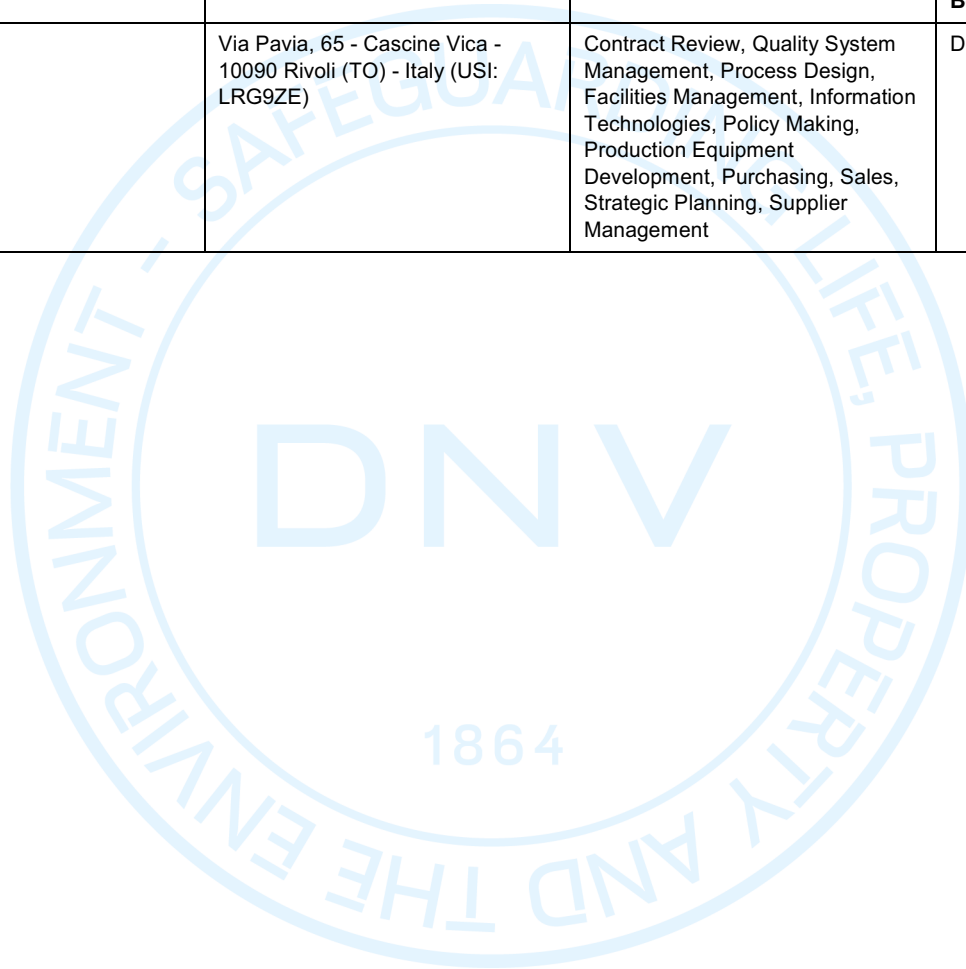 B
Via Pavia, 65 - Cascine Vica -
10090 Rivoli (TO) - Italy (USI:
LRG9ZE)
Contract Review, Quality System
Management, Process Design,
Facilities Management, Information
Technologies, Policy Making,
Production Equipment
Development, Purchasing, Sales,
Strategic Planning, Supplier
Management
D
SAFEGUARDING LIFE, PROPERTY AND THE ENVIRONMENT -
DNV
1864